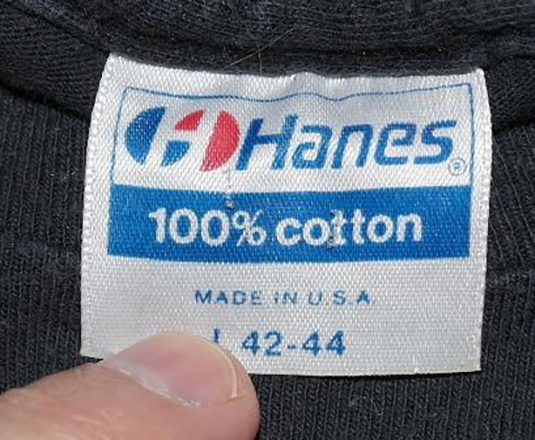 Hanes®
100% cotton
MADE IN U.S.A
L 42-44